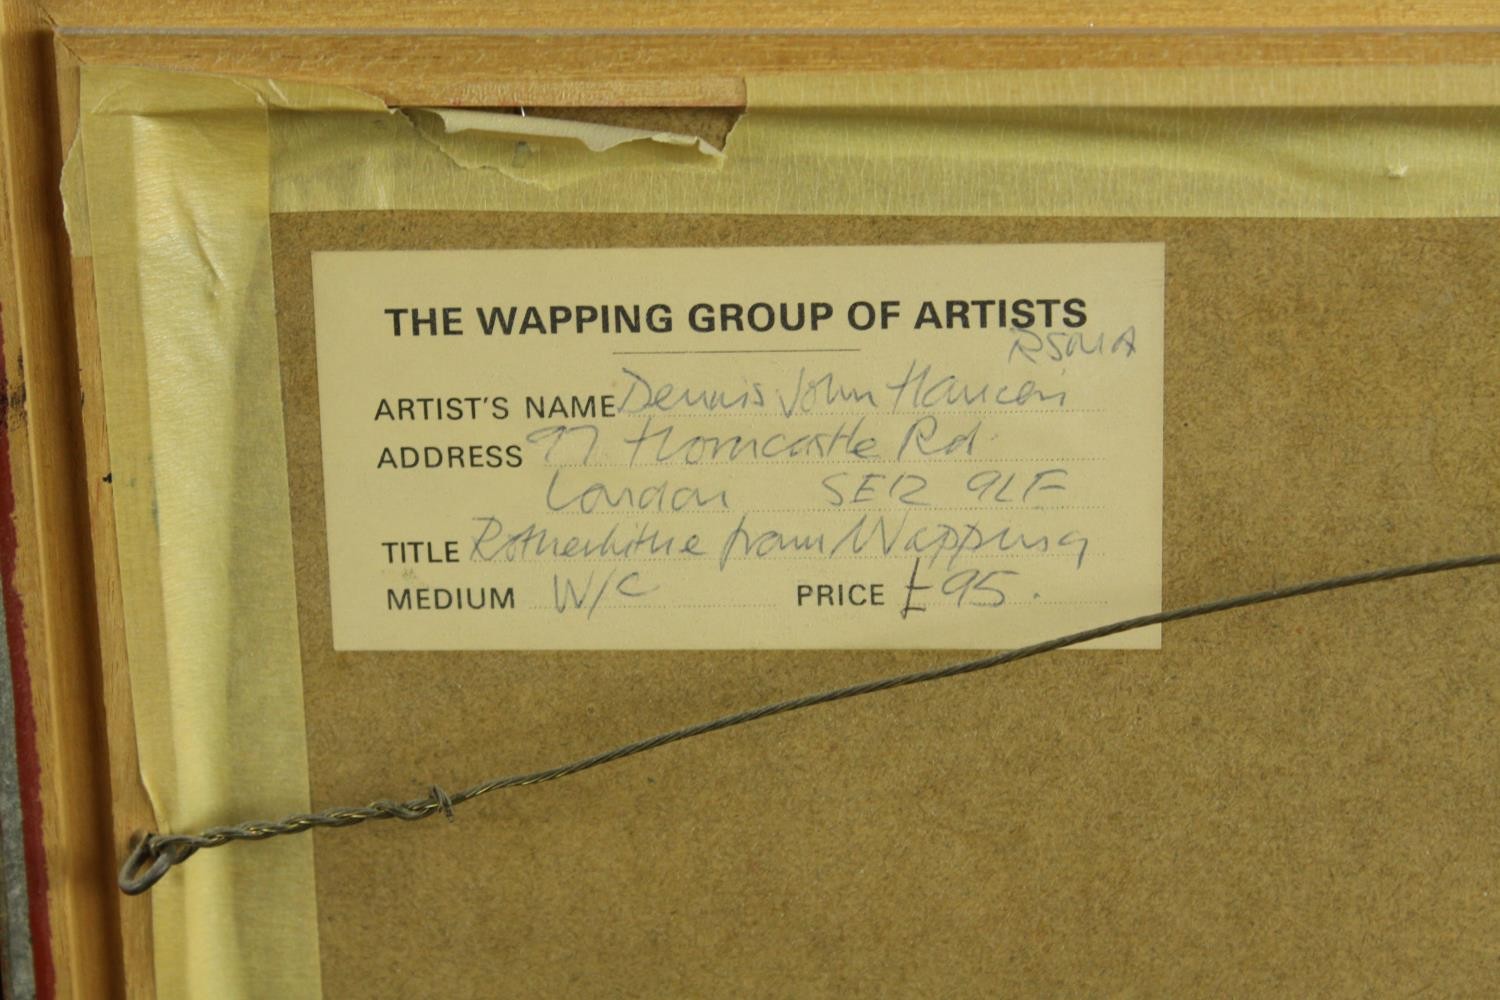 THE WAPPING GROUP OF ARTISTS
RSMA
ARTIST'S NAME Dennis John Hanceri
ADDRESS 97 Horncastle Rd.
London SE12 9LF
TITLE Rotherhithe from Wapping
MEDIUM W/C PRICE £95.